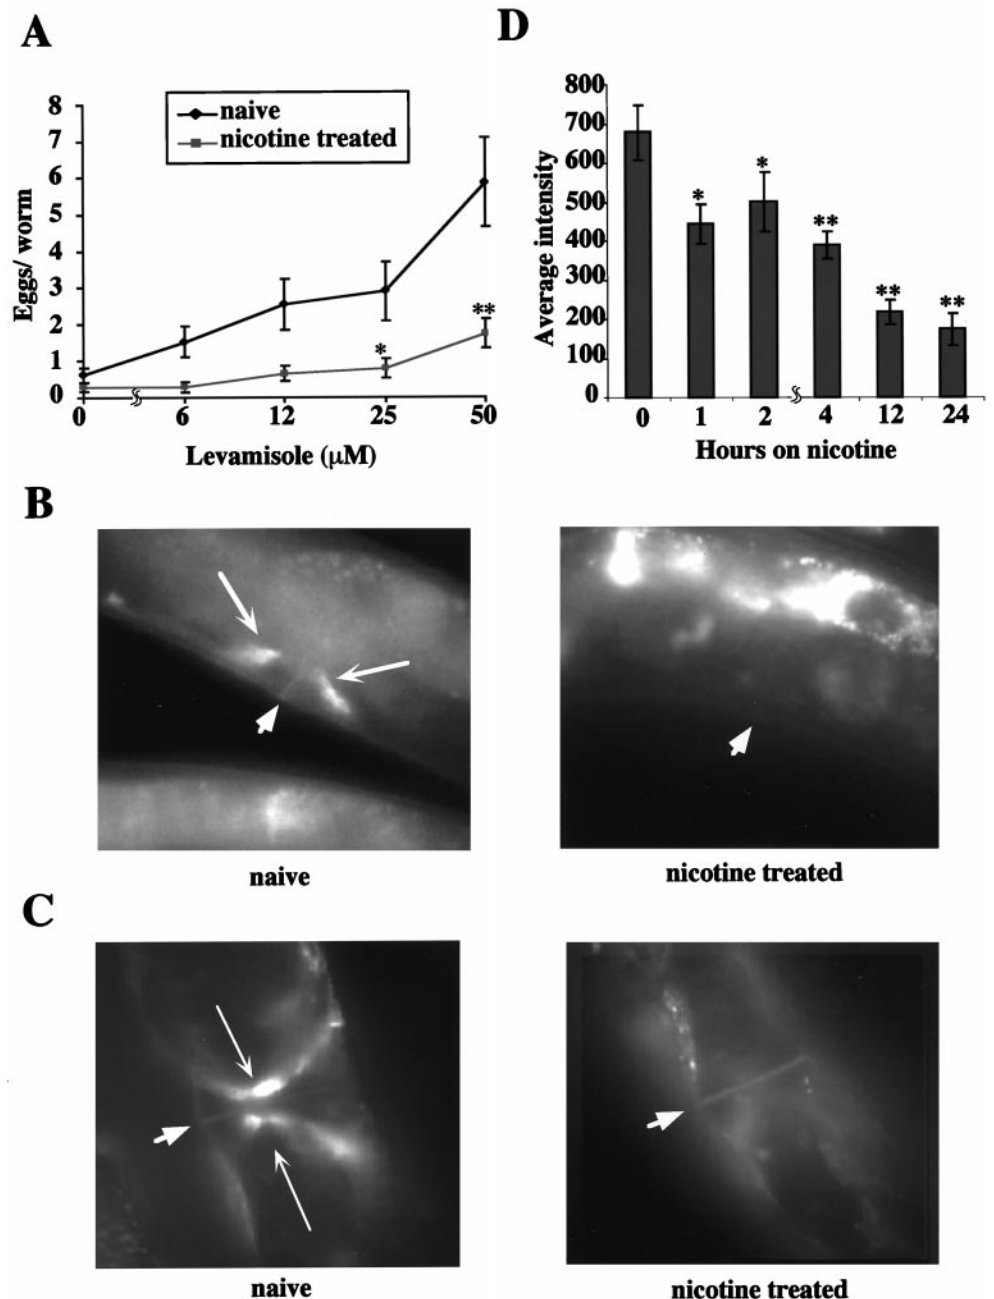 A
naive
nicotine treated
8
7
6
5
4
3
2
1
0
Eggs/ worm
0 6 12 25 50
* **
Levamisole (μM)
D
800
700
600
500
400
300
200
100
0
Average intensity
* * ** ** **
0 1 2 4 12 24
Hours on nicotine
B
naive
nicotine treated
C
naive
nicotine treated